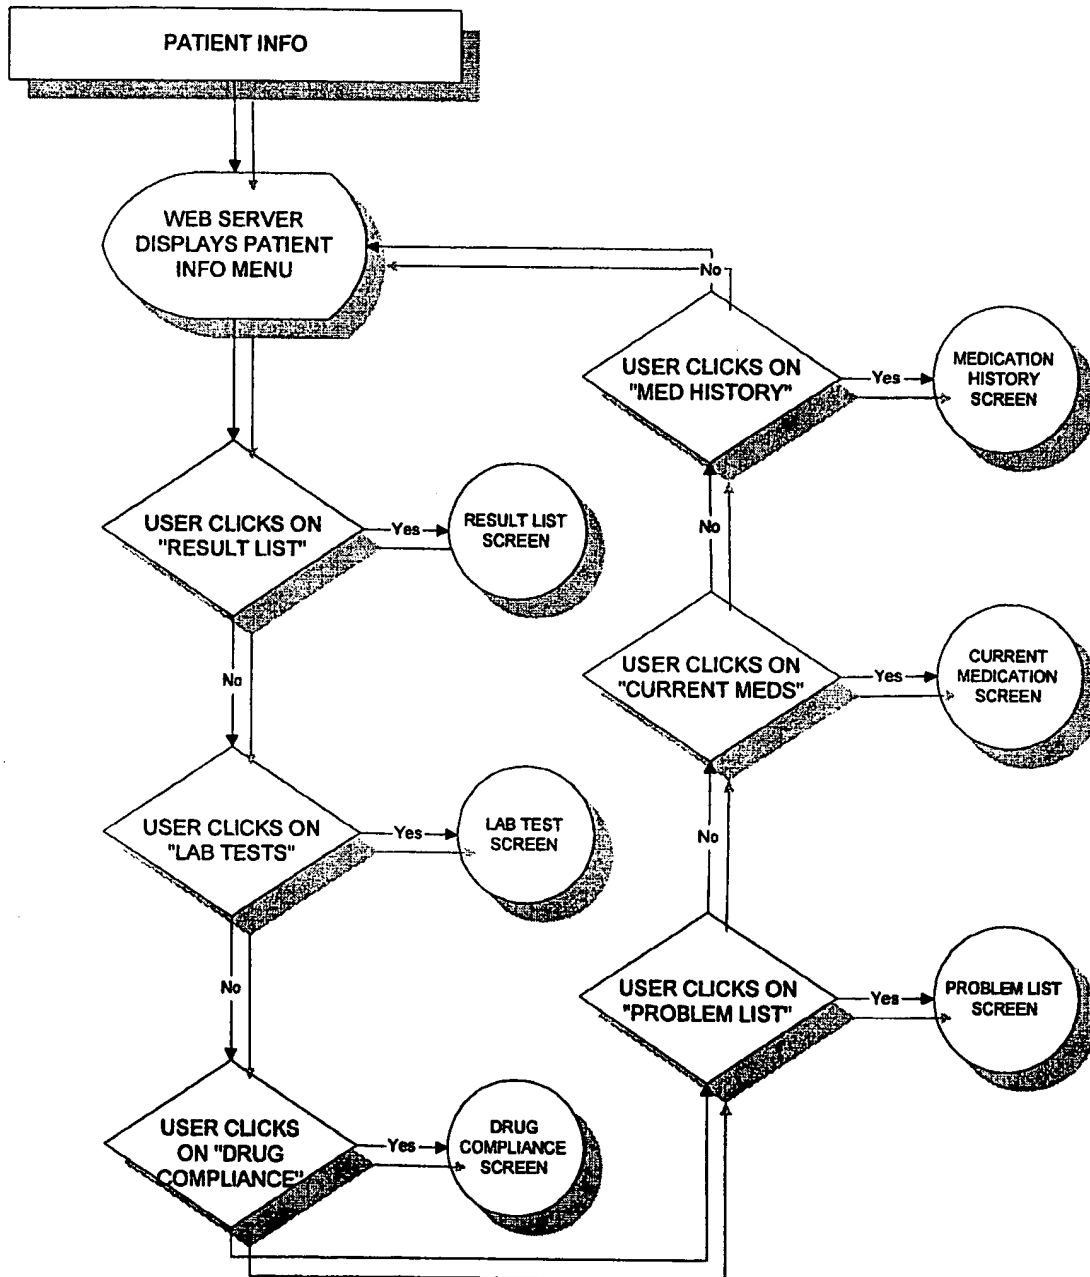 PATIENT INFO
WEB SERVER
DISPLAYS PATIENT
INFO MENU
USER CLICKS ON
"RESULT LIST"
Yes
RESULT LIST
SCREEN
No
USER CLICKS ON
"LAB TESTS"
Yes
LAB TEST
SCREEN
No
USER CLICKS
ON "DRUG
COMPLIANCE"
Yes
DRUG
COMPLIANCE
SCREEN
USER CLICKS ON
"PROBLEM LIST"
Yes
PROBLEM LIST
SCREEN
No
USER CLICKS ON
"CURRENT MEDS"
Yes
CURRENT
MEDICATION
SCREEN
No
USER CLICKS ON
"MED HISTORY"
Yes
MEDICATION
HISTORY
SCREEN
No